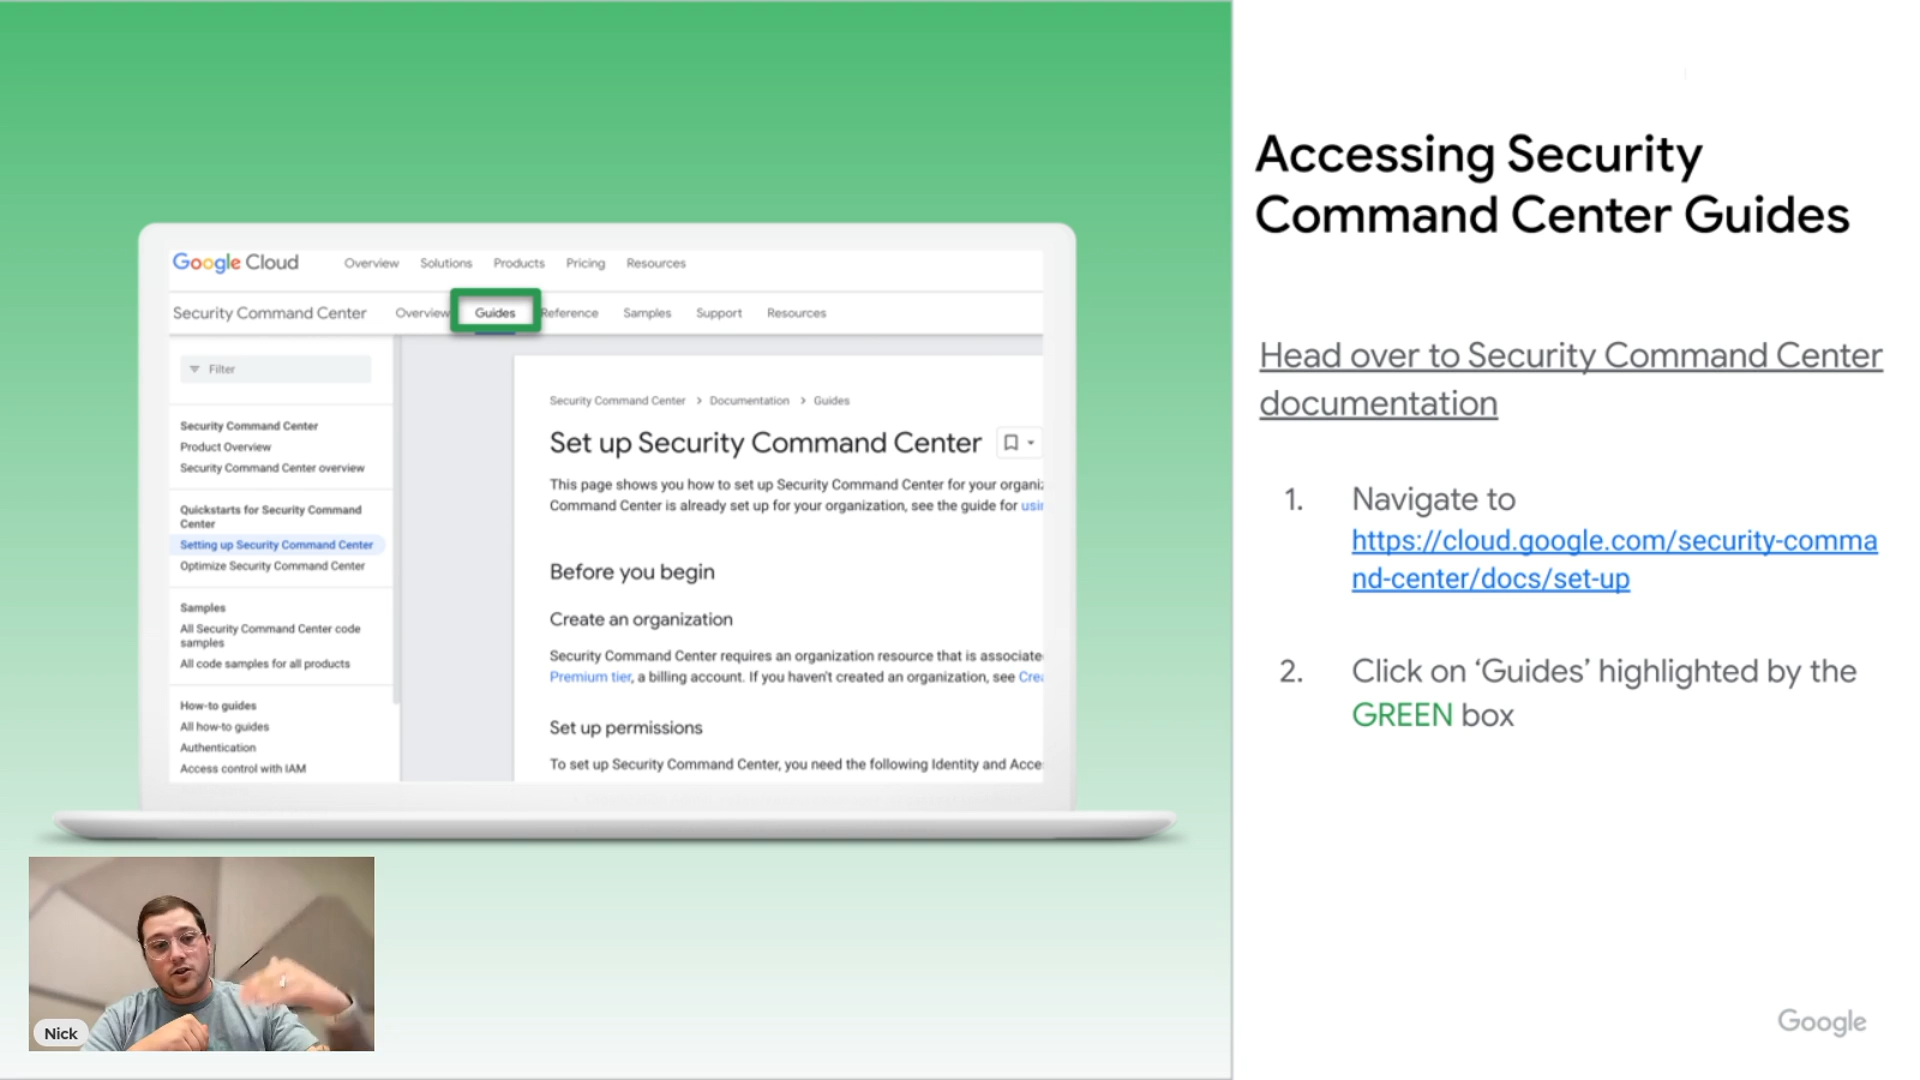 Google Cloud Overview Solutions Products Pricing Resources
Security Command Center Overview Guides Reference Samples Support Resources
Filter
Security Command Center
Product Overview
Security Command Center overview
Quickstarts for Security Command
Center
Setting up Security Command Center
Optimize Security Command Center
Samples
All Security Command Center code
samples
All code samples for all products
How-to guides
All how-to guides
Authentication
Access control with IAM
Security Command Center > Documentation > Guides
Set up Security Command Center
This page shows you how to set up Security Command Center for your
Command Center is already set up for your organization, see the guide for
Before you begin
Create an organization
Security Command Center requires an organization resource that is
Premium tier, a billing account. If you haven't created an organization, see
Set up permissions
To set up Security Command Center, you need the following Identity and
Nick
Accessing Security
Command Center Guides
Head over to Security Command Center
documentation
1. Navigate to
https://cloud.google.com/security-comma
nd-center/docs/set-up
2. Click on ‘Guides’ highlighted by the
GREEN box
Google